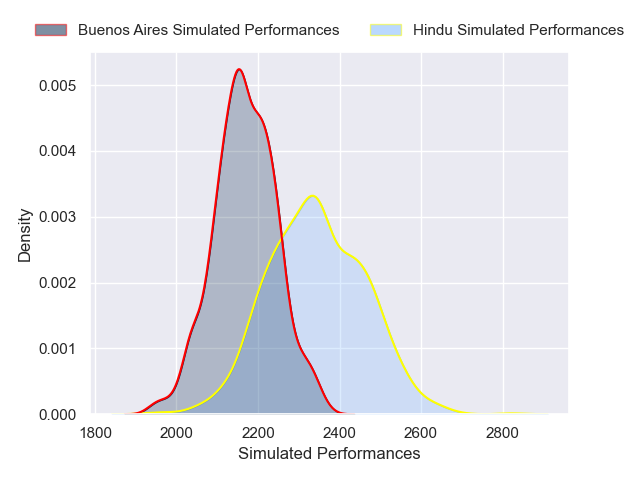 Buenos Aires Simulated Performances Hindu Simulated Performances
0.005
0.004
0.003
0.002
0.001
0.000
Density
1800 2000 2200 2400 2600 2800
Simulated Performances